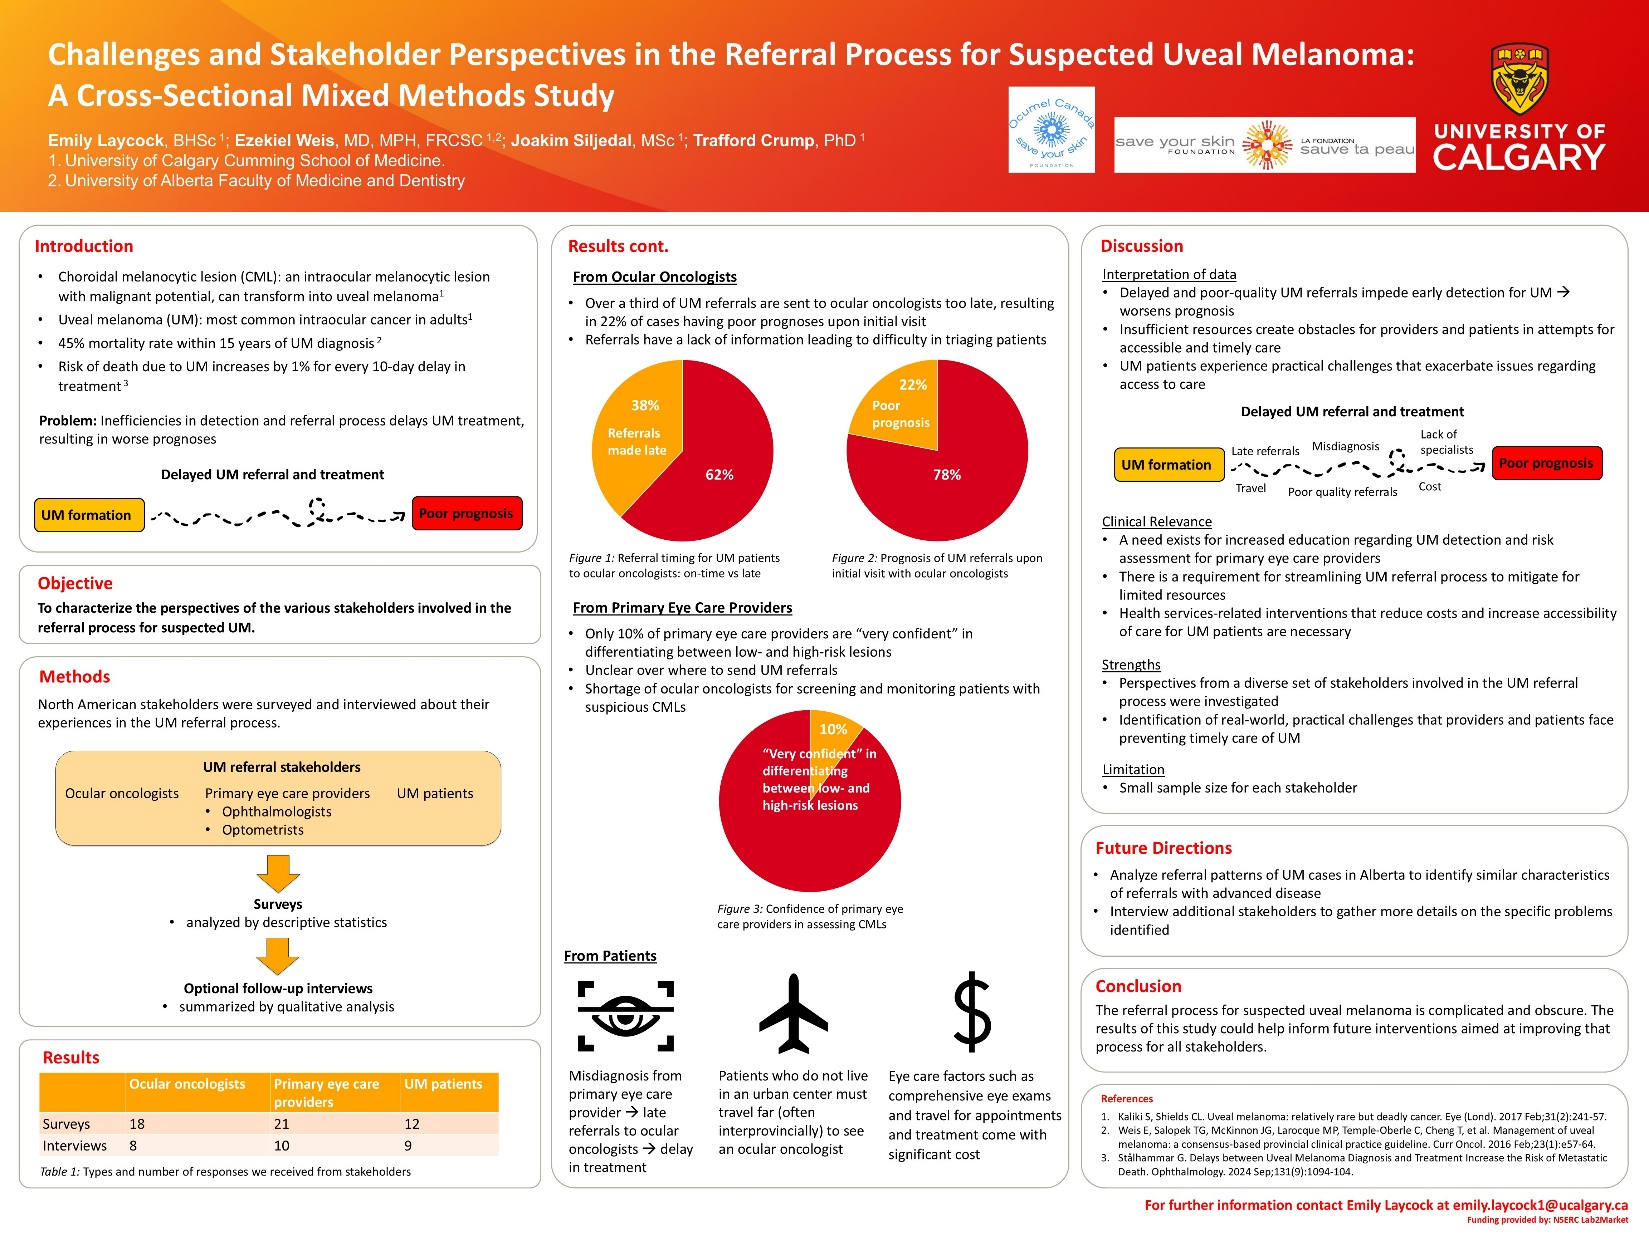 Challenges and Stakeholder Perspectives in the Referral Process for Suspected Uveal Melanoma:
A Cross-Sectional Mixed Methods Study
Emily Laycock, BHSc 1; Ezekiel Weis, MD, MPH, FRCSC 1,2; Joakim Siljedal, MSc 1; Trafford Crump, PhD 1
1. University of Calgary Cumming School of Medicine.
2. University of Alberta Faculty of Medicine and Dentistry
Ocumel Canada
save your skin
FOUNDATION
save your skin
FOUNDATION
LA FONDATION
sauve ta peau
UNIVERSITY OF
CALGARY
Introduction
• Choroidal melanocytic lesion (CML): an intraocular melanocytic lesion
with malignant potential, can transform into uveal melanoma1
• Uveal melanoma (UM): most common intraocular cancer in adults1
• 45% mortality rate within 15 years of UM diagnosis 2
• Risk of death due to UM increases by 1% for every 10-day delay in
treatment 3
Problem: Inefficiencies in detection and referral process delays UM treatment,
resulting in worse prognoses
Delayed UM referral and treatment
UM formation
Poor prognosis
Objective
To characterize the perspectives of the various stakeholders involved in the
referral process for suspected UM.
Methods
North American stakeholders were surveyed and interviewed about their
experiences in the UM referral process.
UM referral stakeholders
Ocular oncologists
Primary eye care providers
• Ophthalmologists
• Optometrists
UM patients
Surveys
• analyzed by descriptive statistics
Optional follow-up interviews
• summarized by qualitative analysis
Results
Ocular oncologists Primary eye care UM patients
providers
Surveys 18 21 12
Interviews 8 10 9
Table 1: Types and number of responses we received from stakeholders
Results cont.
From Ocular Oncologists
• Over a third of UM referrals are sent to ocular oncologists too late, resulting
in 22% of cases having poor prognoses upon initial visit
• Referrals have a lack of information leading to difficulty in triaging patients
38%
Referrals
made late
62%
22%
Poor
prognosis
78%
Figure 1: Referral timing for UM patients
to ocular oncologists: on-time vs late
Figure 2: Prognosis of UM referrals upon
initial visit with ocular oncologists
From Primary Eye Care Providers
• Only 10% of primary eye care providers are “very confident” in
differentiating between low- and high-risk lesions
• Unclear over where to send UM referrals
• Shortage of ocular oncologists for screening and monitoring patients with
suspicious CMLs
10%
“Very confident” in
differentiating
between low- and
high-risk lesions
Figure 3: Confidence of primary eye
care providers in assessing CMLs
From Patients
$
Misdiagnosis from
primary eye care
provider → late
referrals to ocular
oncologists → delay
in treatment
Patients who do not live
in an urban center must
travel far (often
interprovincially) to see
an ocular oncologist
Eye care factors such as
comprehensive eye exams
and travel for appointments
and treatment come with
significant cost
Discussion
Interpretation of data
• Delayed and poor-quality UM referrals impede early detection for UM →
worsens prognosis
• Insufficient resources create obstacles for providers and patients in attempts for
accessible and timely care
• UM patients experience practical challenges that exacerbate issues regarding
access to care
Delayed UM referral and treatment
UM formation
Late referrals
Misdiagnosis
Lack of
specialists
Travel
Poor quality referrals
Cost
Poor prognosis
Clinical Relevance
• A need exists for increased education regarding UM detection and risk
assessment for primary eye care providers
• There is a requirement for streamlining UM referral process to mitigate for
limited resources
• Health services-related interventions that reduce costs and increase accessibility
of care for UM patients are necessary
Strengths
• Perspectives from a diverse set of stakeholders involved in the UM referral
process were investigated
• Identification of real-world, practical challenges that providers and patients face
preventing timely care of UM
Limitation
• Small sample size for each stakeholder
Future Directions
• Analyze referral patterns of UM cases in Alberta to identify similar characteristics
of referrals with advanced disease
• Interview additional stakeholders to gather more details on the specific problems
identified
Conclusion
The referral process for suspected uveal melanoma is complicated and obscure. The
results of this study could help inform future interventions aimed at improving that
process for all stakeholders.
References
1. Kaliki S, Shields CL. Uveal melanoma: relatively rare but deadly cancer. Eye (Lond). 2017 Feb;31(2):241-57.
2. Weis E, Salopek TG, McKinnon JG, Larocque MP, Temple-Oberle C, Cheng T, et al. Management of uveal
melanoma: a consensus-based provincial clinical practice guideline. Curr Oncol. 2016 Feb;23(1):e57-64.
3. Stålhammar G. Delays between Uveal Melanoma Diagnosis and Treatment Increase the Risk of Metastatic
Death. Ophthalmology. 2024 Sep;131(9):1094-104.
For further information contact Emily Laycock at emily.laycock1@ucalgary.ca
Funding provided by: NSERC Lab2Market